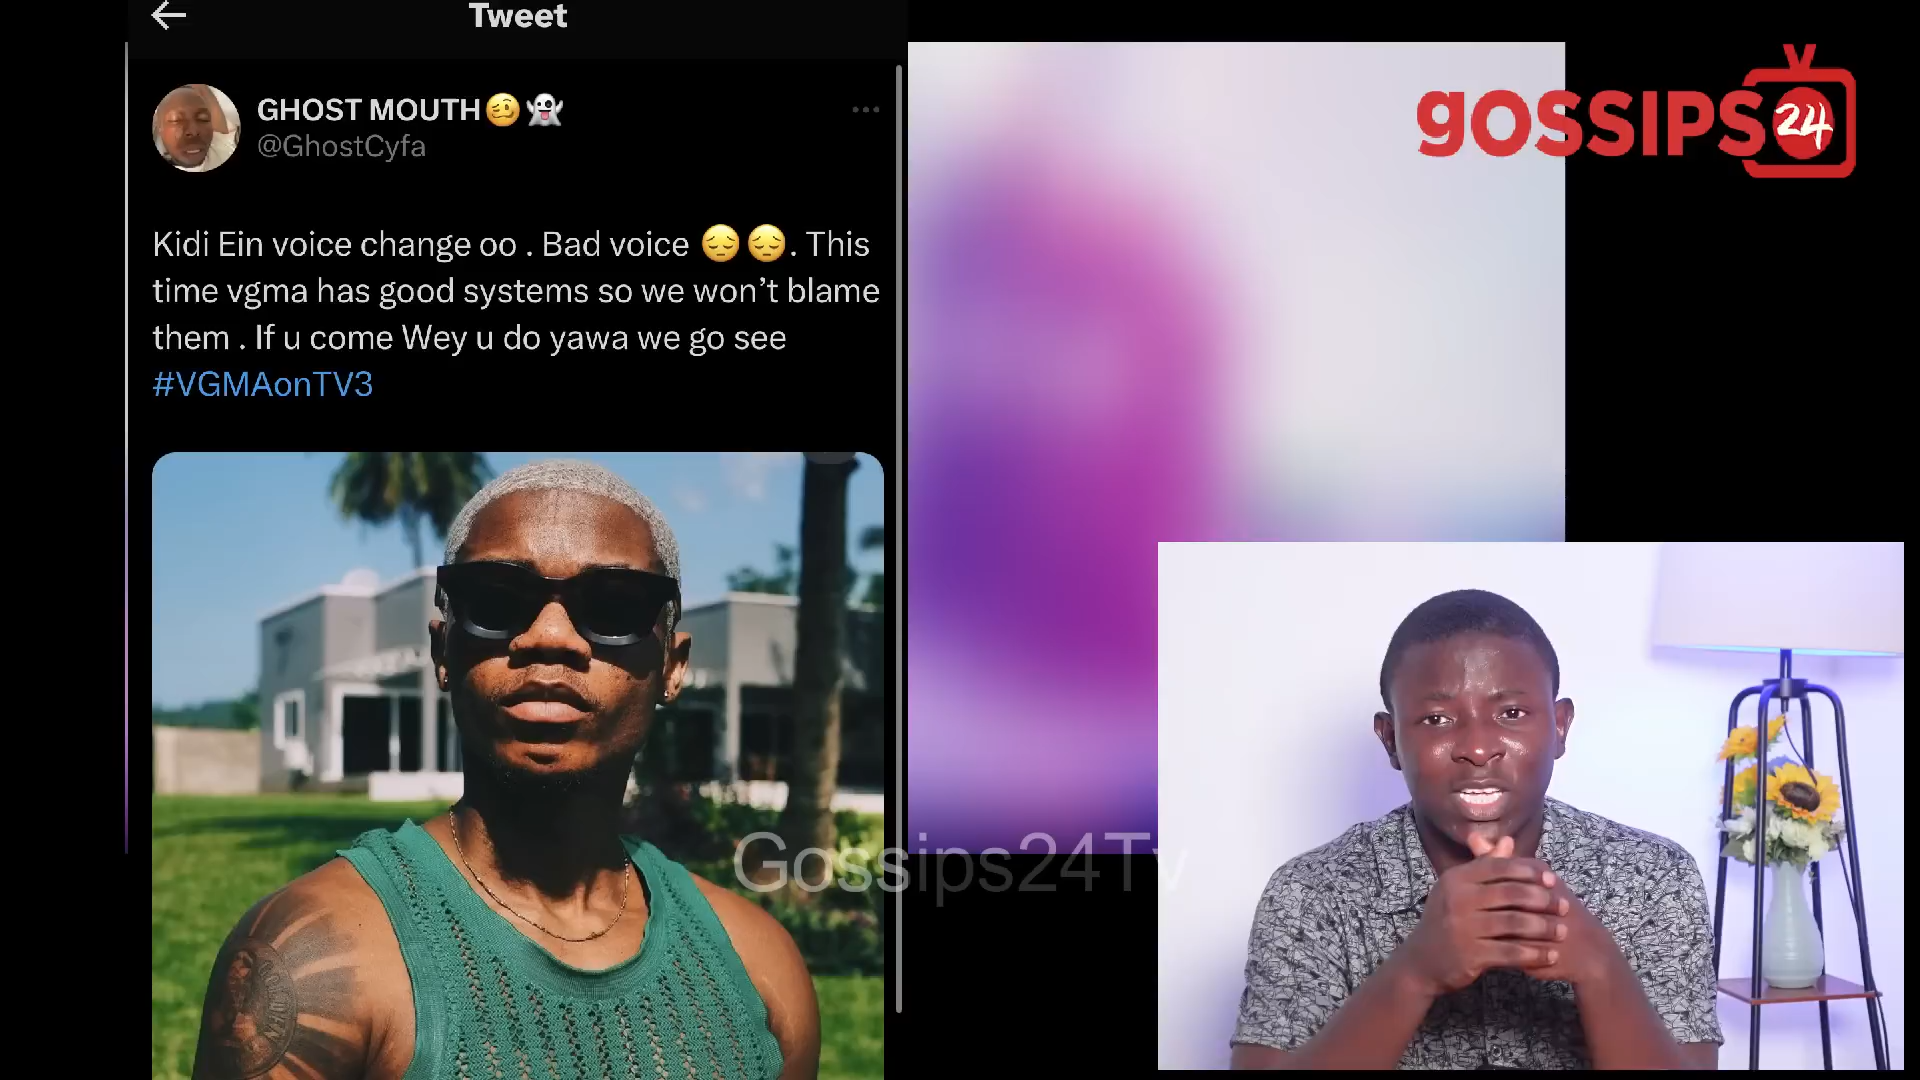 Tweet
GHOST MOUTH🥴👻
@GhostCyfa
Kidi Ein voice change oo . Bad voice 😔😔. This
time vgma has good systems so we won’t blame
them . If u come Wey u do yawa we go see
#VGMAonTV3
gOSSIPS24
Gossips24Tv